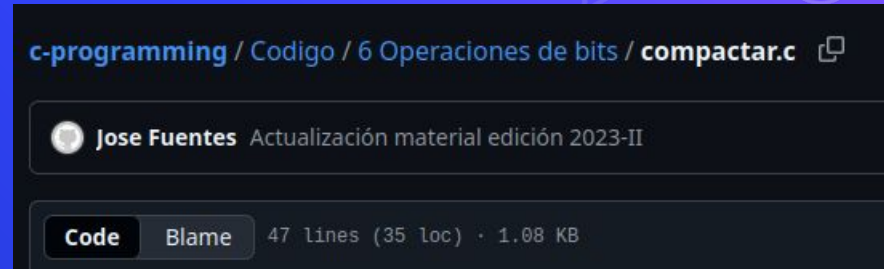 c-programming / Codigo / 6 Operaciones de bits / compactar.c
Jose Fuentes Actualización material edición 2023-II
Code Blame 47 lines (35 loc) · 1.08 KB